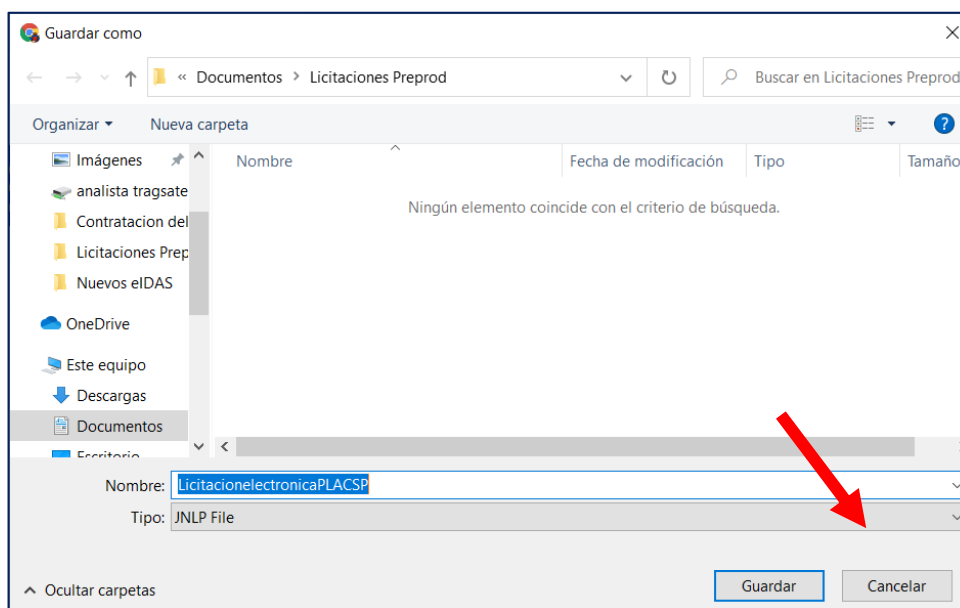 Guardar como
« Documentos > Licitaciones Preprod
Buscar en Licitaciones Preprod
Organizar
Nueva carpeta
?
Imágenes
analista tragsate
Contratacion del
Licitaciones Prep
Nuevos eIDAS
OneDrive
Este equipo
Descargas
Documentos
Escritorio
Nombre
Fecha de modificación
Tipo
Tamaño
Ningún elemento coincide con el criterio de búsqueda.
Nombre: LicitacionelectronicaPLACSP
Tipo: JNLP File
Ocultar carpetas
Guardar
Cancelar